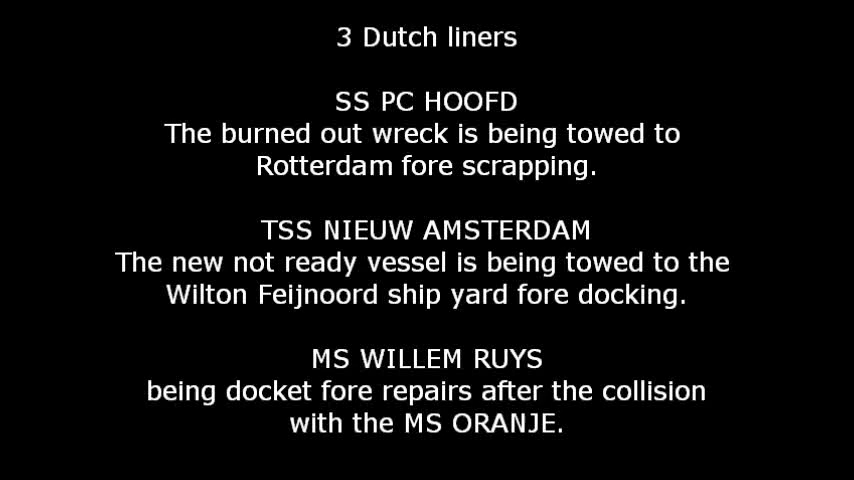 3 Dutch liners
SS PC HOOFD
The burned out wreck is being towed to
Rotterdam fore scrapping.
TSS NIEUW AMSTERDAM
The new not ready vessel is being towed to the
Wilton Feijnoord ship yard fore docking.
MS WILLEM RUYS
being docket fore repairs after the collision
with the MS ORANJE.